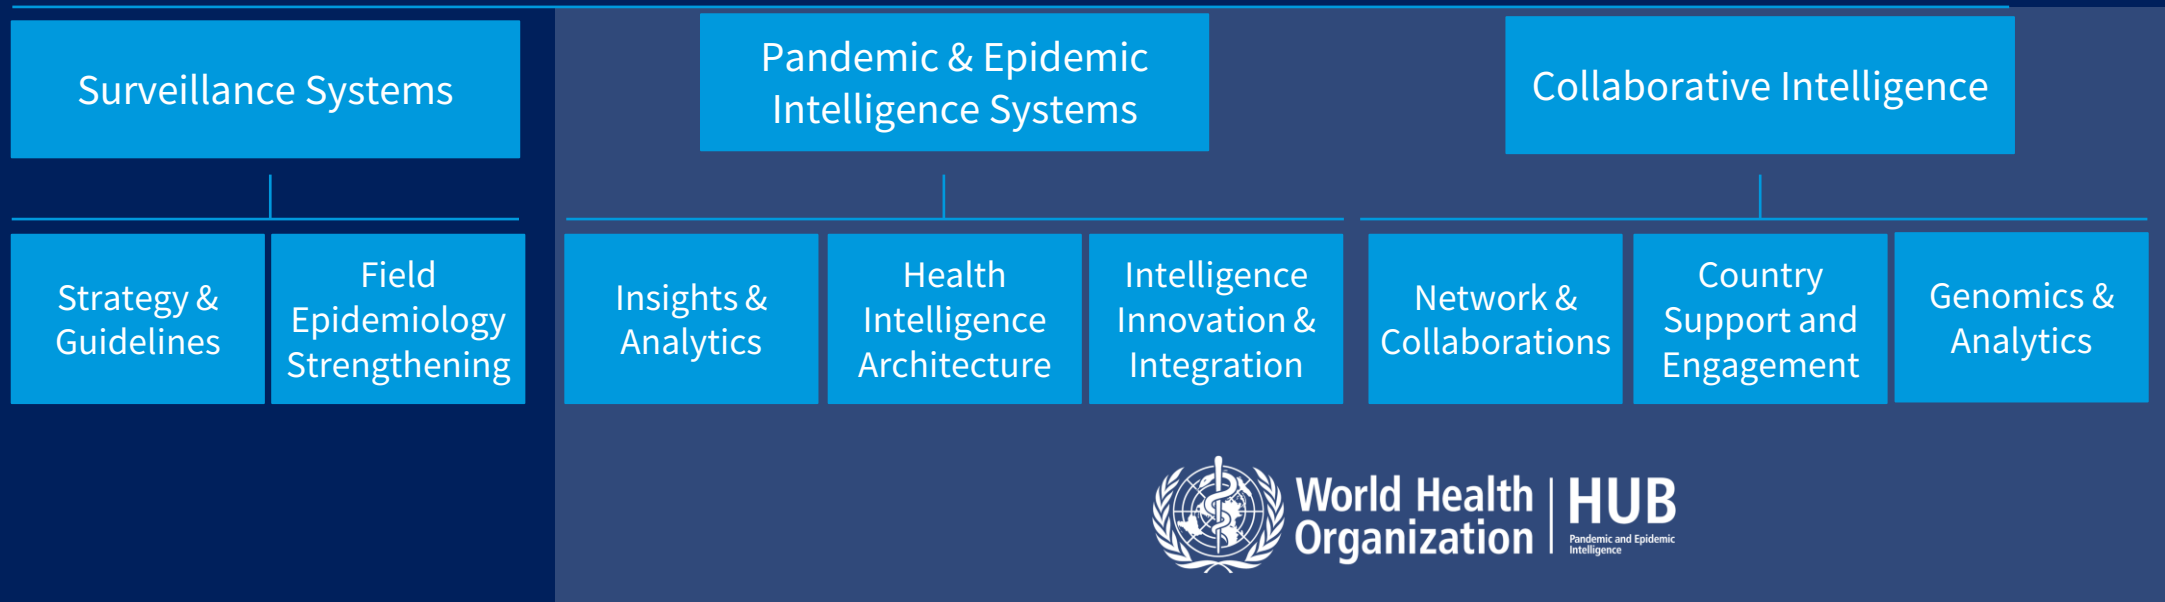 Surveillance Systems
Pandemic & Epidemic
Intelligence Systems
Collaborative Intelligence
Strategy &
Guidelines
Field
Epidemiology
Strengthening
Insights &
Analytics
Health
Intelligence
Architecture
Intelligence
Innovation &
Integration
Network &
Collaborations
Country
Support and
Engagement
Genomics &
Analytics
World Health
Organization
HUB
Pandemic and Epidemic
Intelligence